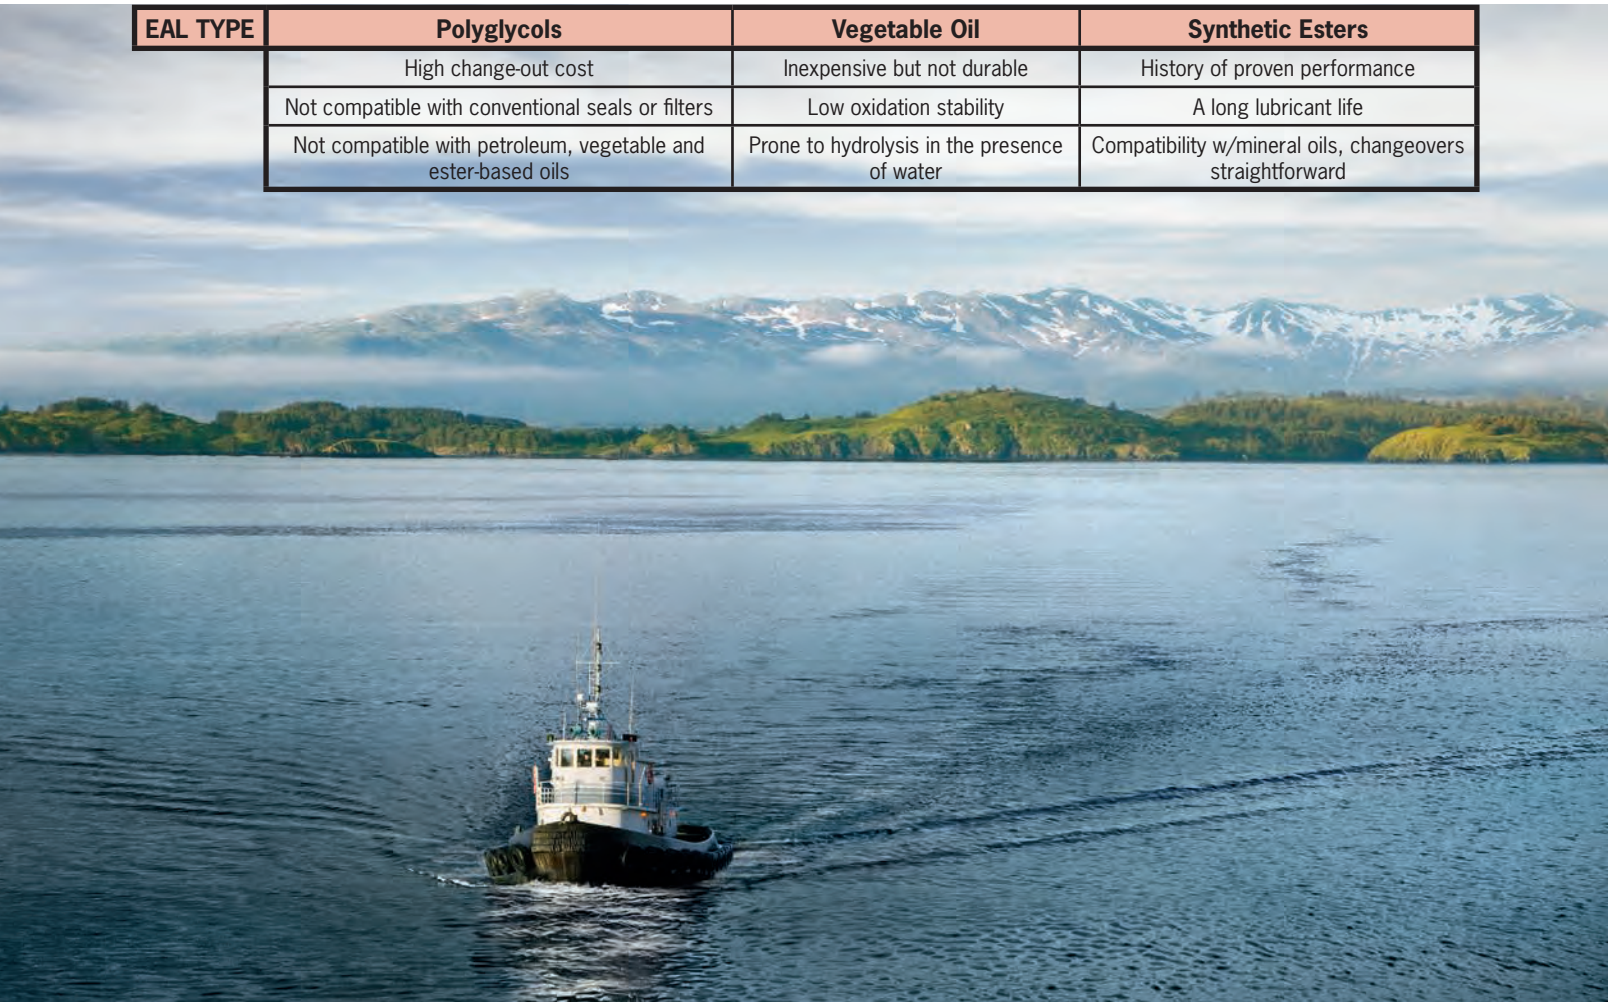 EAL TYPE Polyglycols Vegetable Oil Synthetic Esters
High change-out cost Inexpensive but not durable History of proven performance
Not compatible with conventional seals or filters Low oxidation stability A long lubricant life
Not compatible with petroleum, vegetable and Prone to hydrolysis in the presence Compatibility w/mineral oils, changeovers
ester-based oils of water straightforward